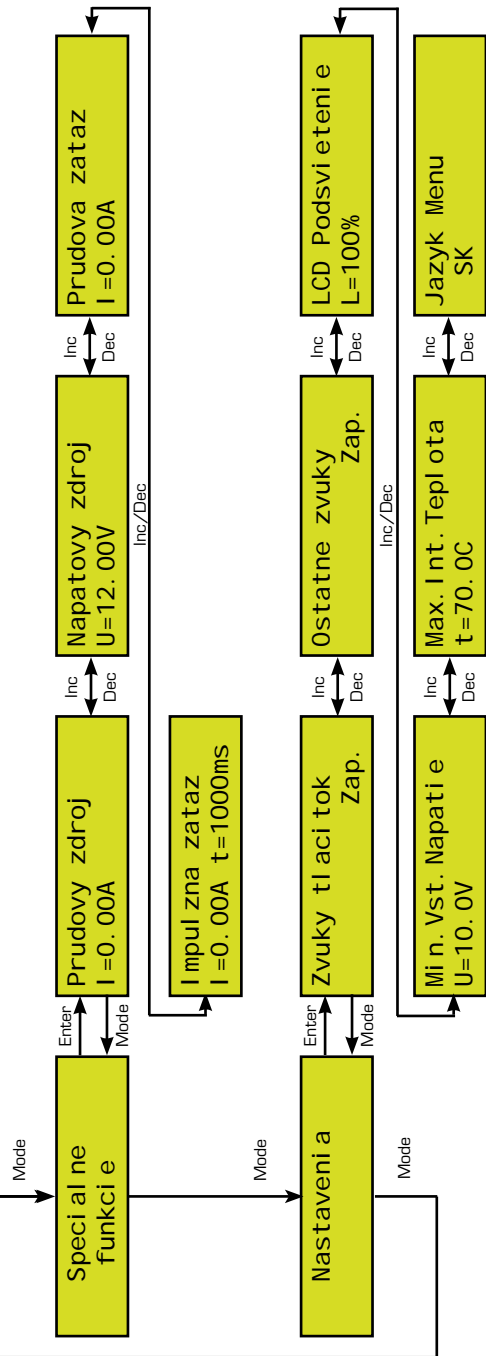 Mode
Specialne
funkcie
Enter
Mode
Prudovy zdroj
I=0.00A
Inc
Dec
Napatovy zdroj
U=12.00V
Inc
Dec
Prudova zataz
I=0.00A
Inc/Dec
Impulzna zataz
I=0.00A t=1000ms
Mode
Nastavenia
Enter
Mode
Zvuky tlacitok
Zap.
Inc
Dec
Ostatne zvuky
Zap.
Inc
Dec
LCD Podsvietenie
L=100%
Inc/Dec
Mode
Min.Vst.Napatie
U=10.0V
Inc
Dec
Max.Int.Teplota
t=70.0C
Inc
Dec
Jazyk Menu
SK